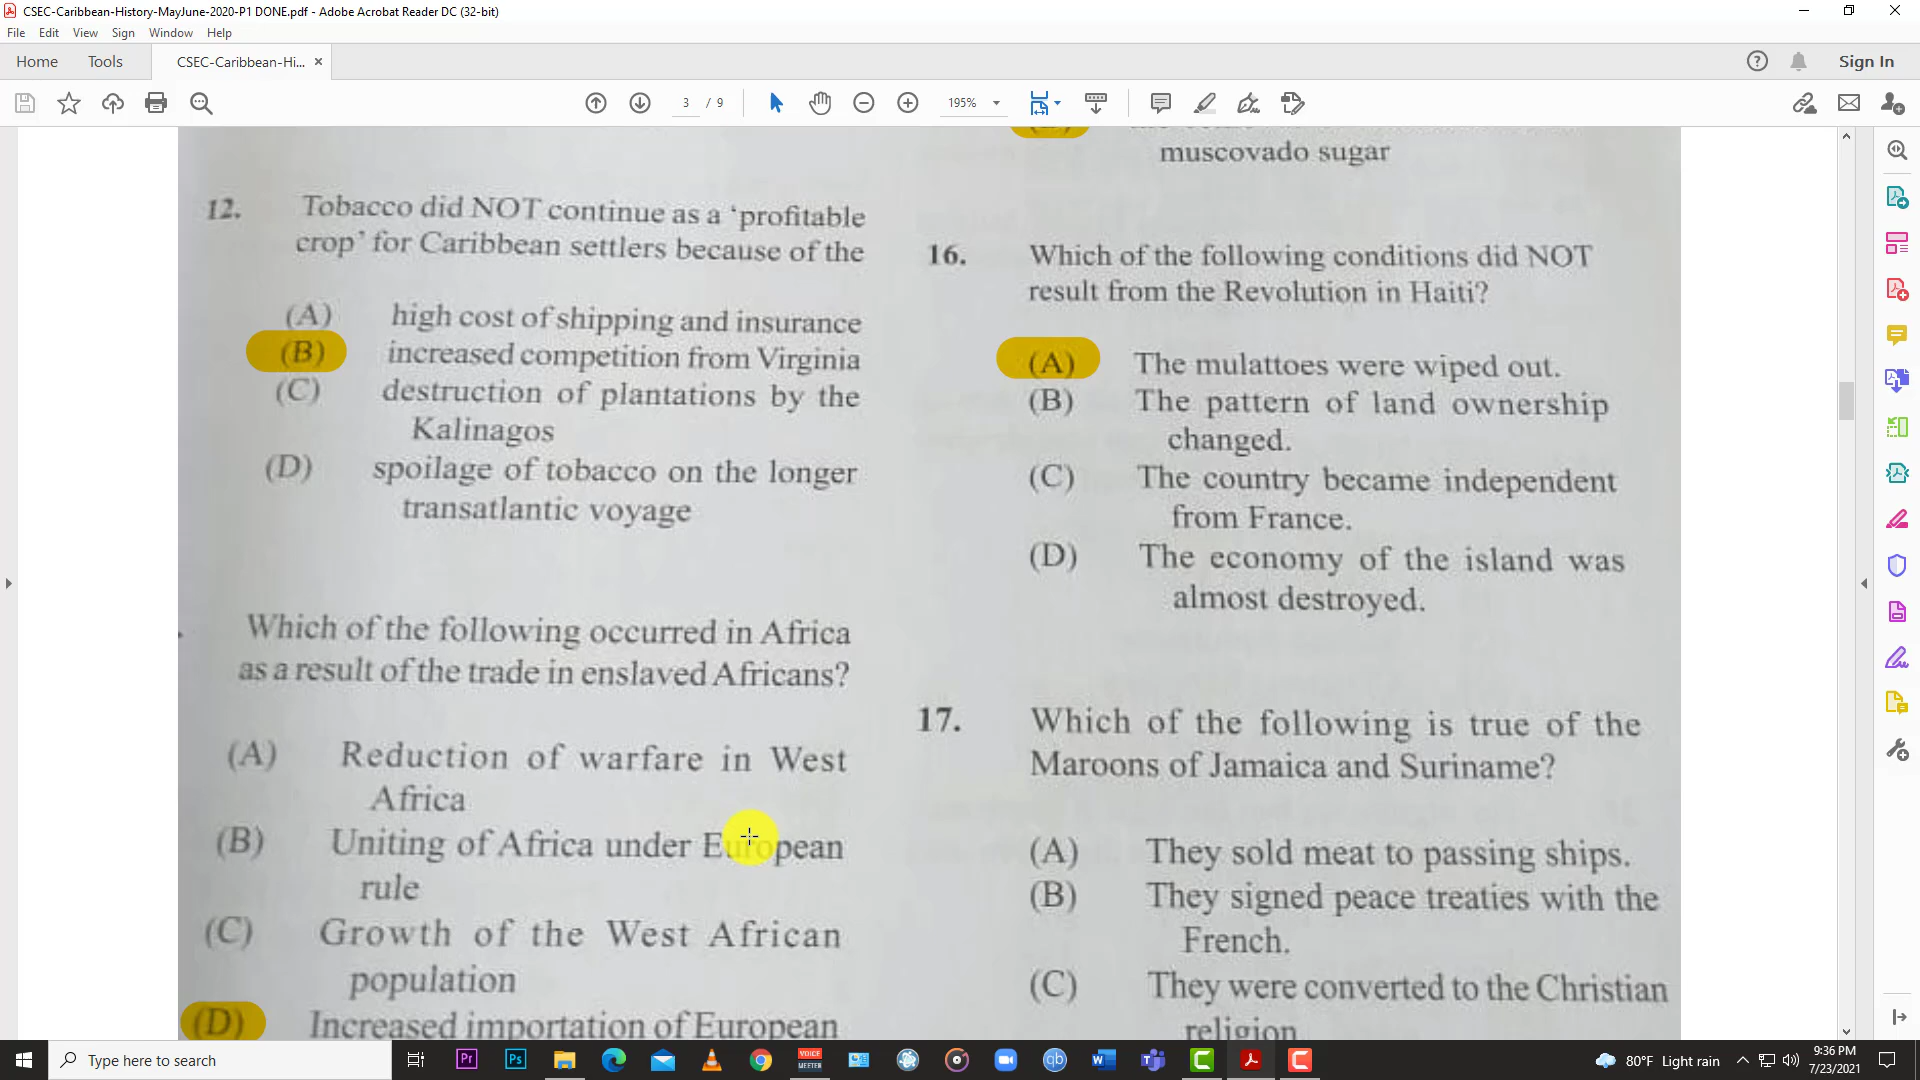 CSEC-Caribbean-History-MayJune-2020-P1 DONE.pdf - Adobe Acrobat Reader DC (32-bit)
File Edit View Sign Window Help
Home Tools CSEC-Caribbean-Hi... × Sign In
3 / 9 195%
12. Tobacco did NOT continue as a ‘profitable
crop’ for Caribbean settlers because of the
(A) high cost of shipping and insurance
(B) increased competition from Virginia
(C) destruction of plantations by the
Kalinagos
(D) spoilage of tobacco on the longer
transatlantic voyage
Which of the following occurred in Africa
as a result of the trade in enslaved Africans?
(A) Reduction of warfare in West
Africa
(B) Uniting of Africa under European
rule
(C) Growth of the West African
population
(D) Increased importation of European
muscovado sugar
16. Which of the following conditions did NOT
result from the Revolution in Haiti?
(A) The mulattoes were wiped out.
(B) The pattern of land ownership
changed.
(C) The country became independent
from France.
(D) The economy of the island was
almost destroyed.
17. Which of the following is true of the
Maroons of Jamaica and Suriname?
(A) They sold meat to passing ships.
(B) They signed peace treaties with the
French.
(C) They were converted to the Christian
religion
Type here to search
Pr Ps VOICE MEETER qb W
80°F Light rain
9:36 PM
7/23/2021